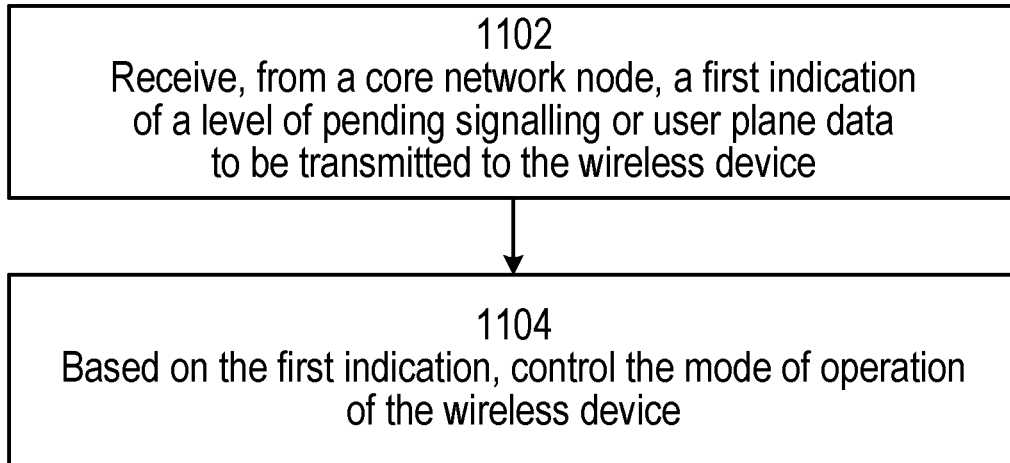 1102
Receive, from a core network node, a first indication
of a level of pending signalling or user plane data
to be transmitted to the wireless device
1104
Based on the first indication, control the mode of operation
of the wireless device